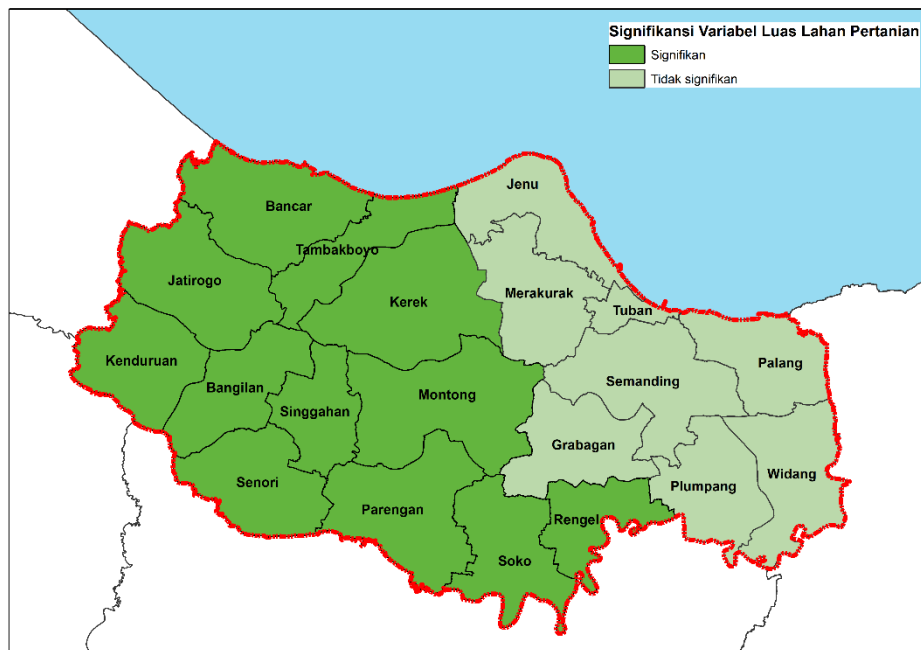 Signifikansi Variabel Luas Lahan Pertanian
Signifikan
Tidak signifikan
Jenu
Bancar
Tambakboyo
Jatirogo
Kerek
Merakurak
Tuban
Kenduruan
Palang
Bangilan
Semanding
Montong
Singgahan
Grabagan
Widang
Senori
Plumpang
Parengan
Rengel
Soko